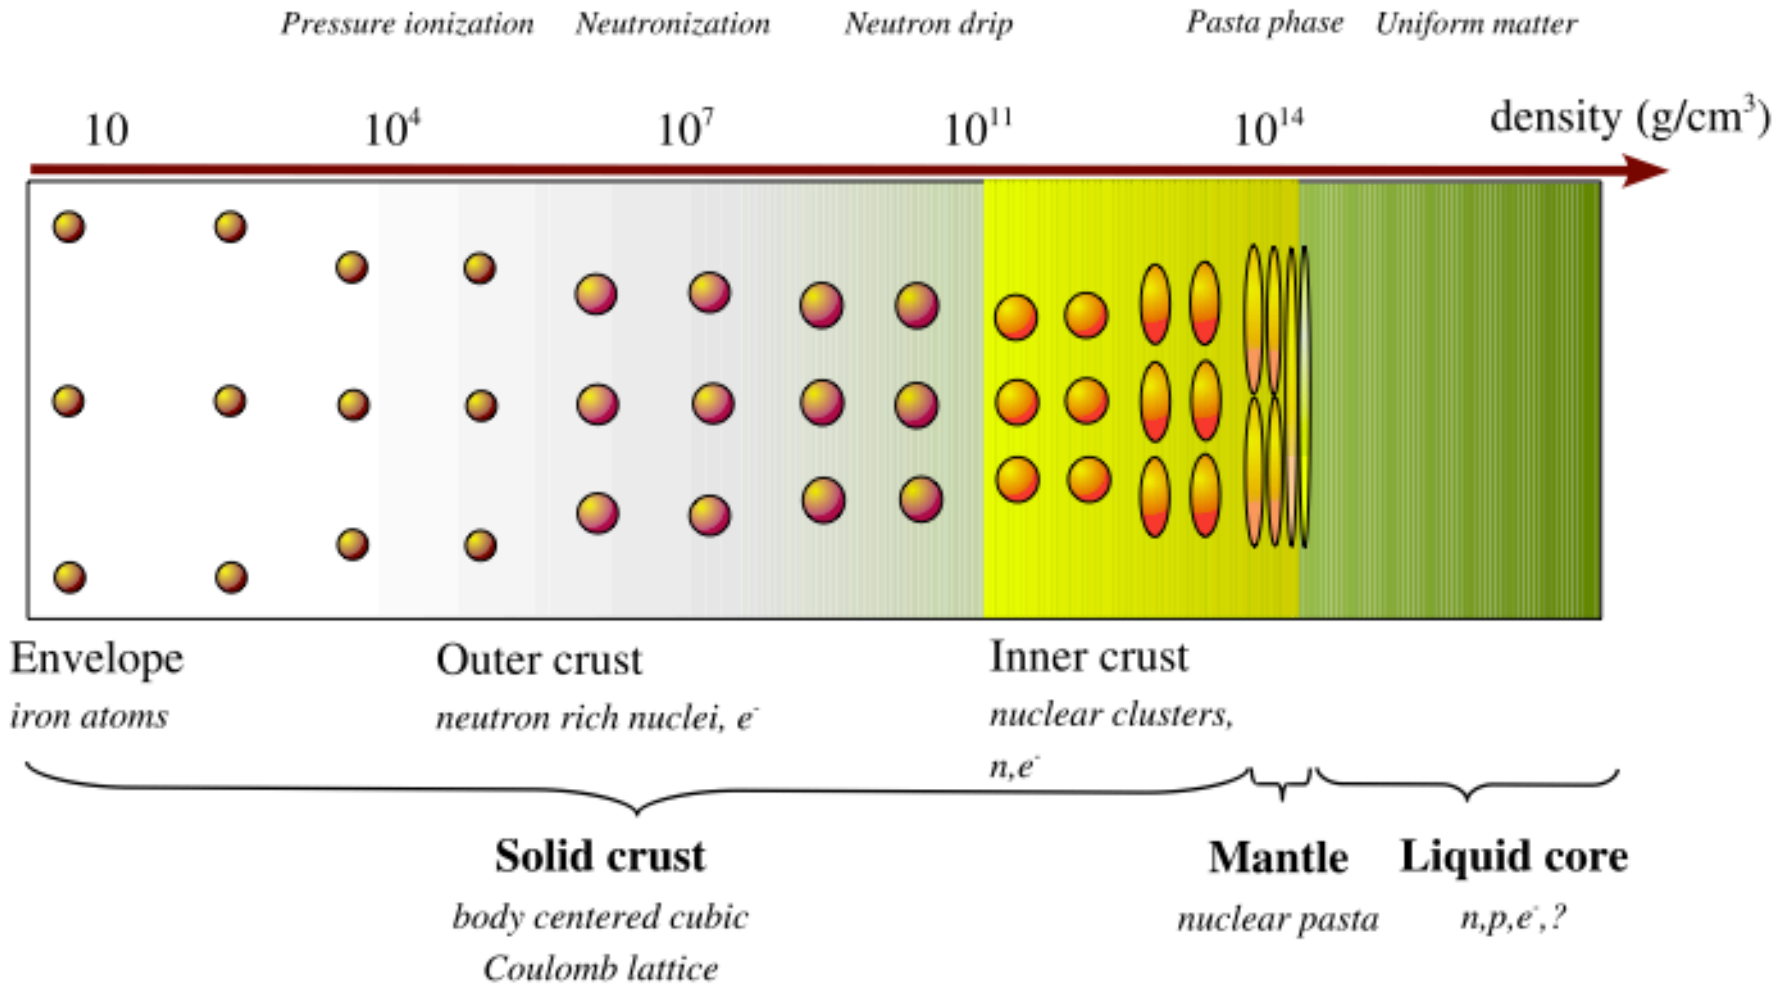 Pressure ionization Neutronization Neutron drip Pasta phase Uniform matter
10 10⁴ 10⁷ 10¹¹ 10¹⁴ density (g/cm³)
Envelope Outer crust Inner crust
iron atoms neutron rich nuclei, e⁻ nuclear clusters,
n,e⁻
Solid crust Mantle Liquid core
body centered cubic nuclear pasta n,p,e⁻,?
Coulomb lattice